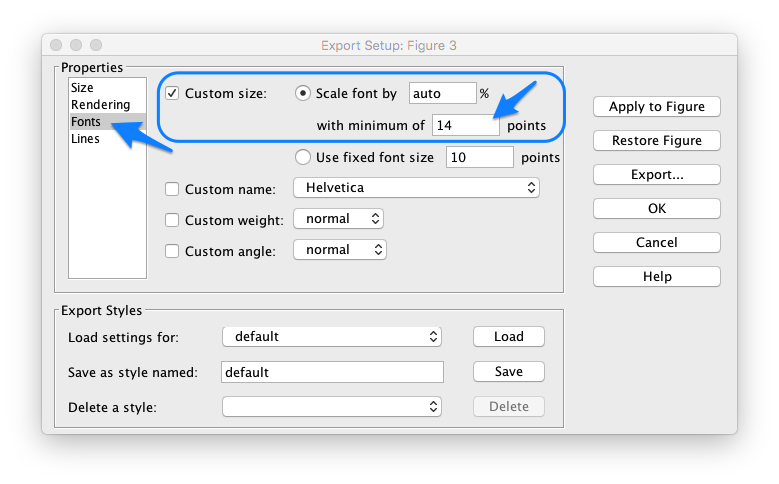 Export Setup: Figure 3
Properties
Size
Rendering
Fonts
Lines
Custom size: Scale font by auto %
with minimum of 14 points
Use fixed font size 10 points
Custom name: Helvetica
Custom weight: normal
Custom angle: normal
Apply to Figure
Restore Figure
Export...
OK
Cancel
Help
Export Styles
Load settings for: default Load
Save as style named: default Save
Delete a style: Delete